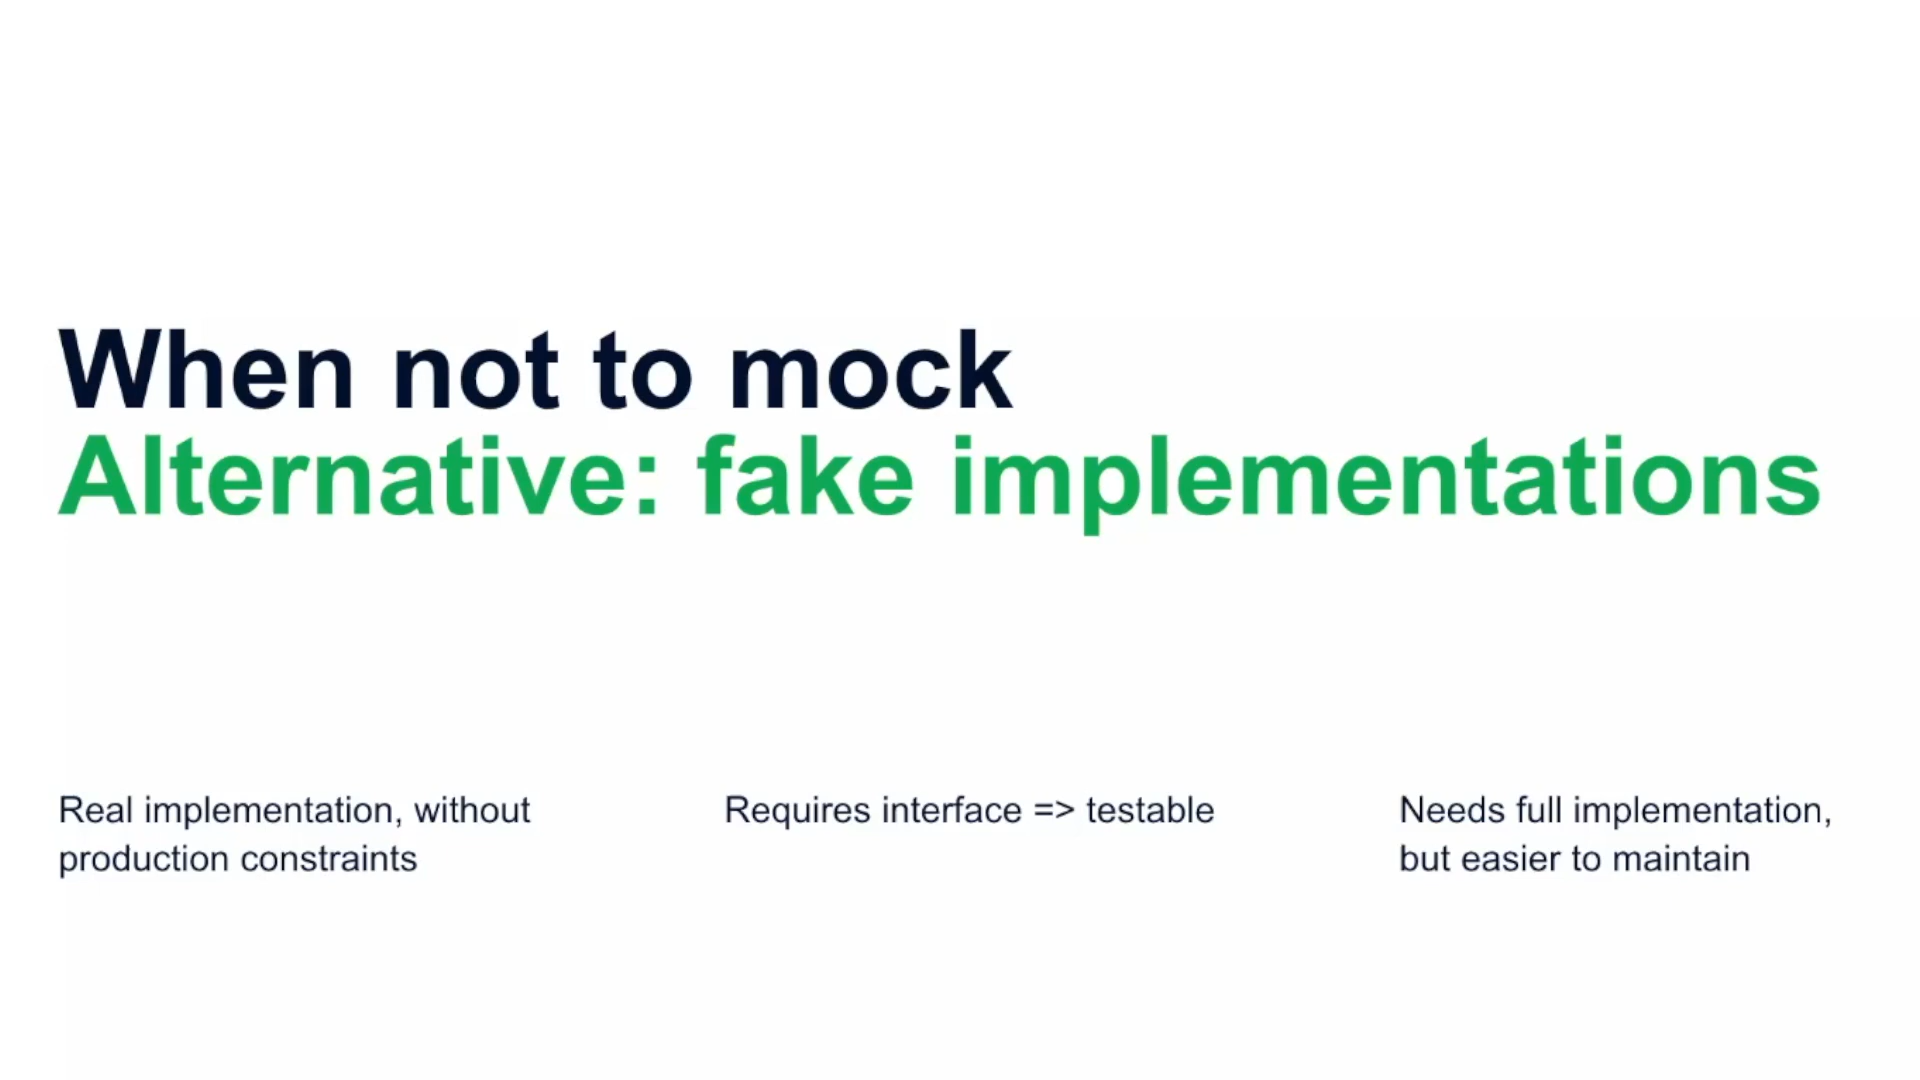 When not to mock
Alternative: fake implementations
Real implementation, without
production constraints
Requires interface => testable
Needs full implementation,
but easier to maintain